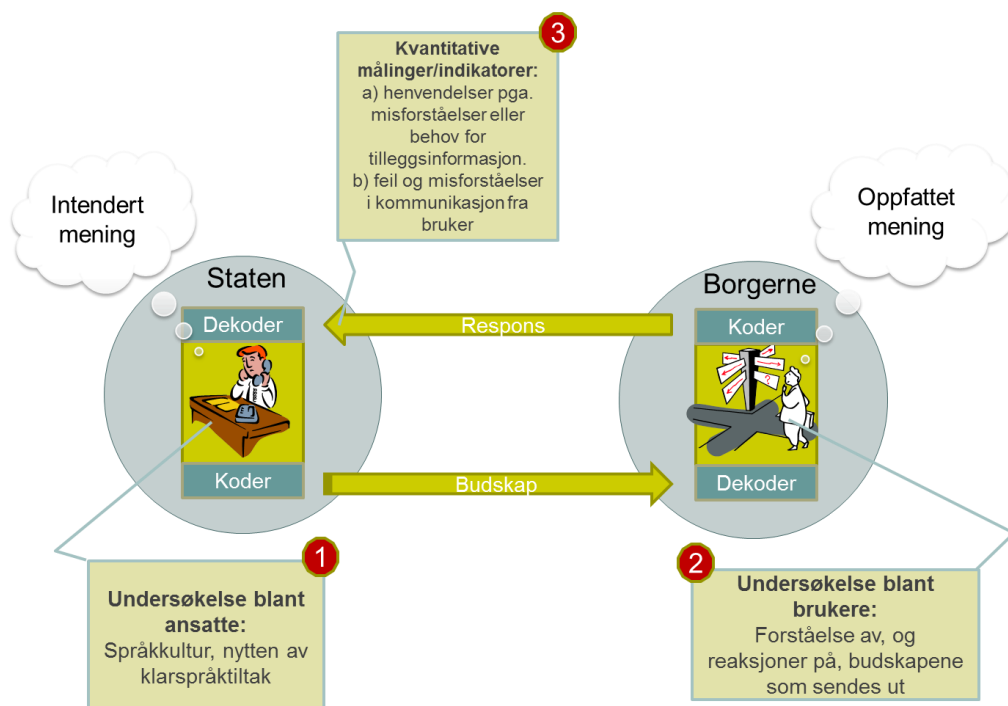 3
Kvantitative
målinger/indikatorer:
a) henvendelser pga.
misforståelser eller
behov for
tilleggsinformasjon.
b) feil og misforståelser
i kommunikasjon fra
bruker
Intendert
mening
Oppfattet
mening
Staten
Borgerne
Dekoder
Respons
Koder
?
Koder
Budskap
Dekoder
1
Undersøkelse blant
ansatte:
Språkkultur, nytten av
klarspråktiltak
2
Undersøkelse blant
brukere:
Forståelse av, og
reaksjoner på, budskapene
som sendes ut